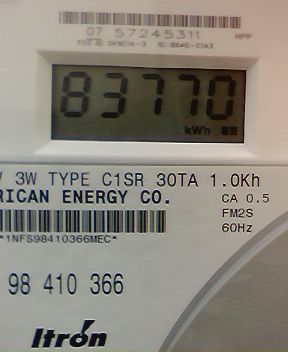 07 57245311
83770
kWh
3W TYPE C1SR 30TA 1.0Kh
RICAN ENERGY CO.
CA 0.5
FM2S
60Hz
*1NFS98410366MEC*
98 410 366
Itrón